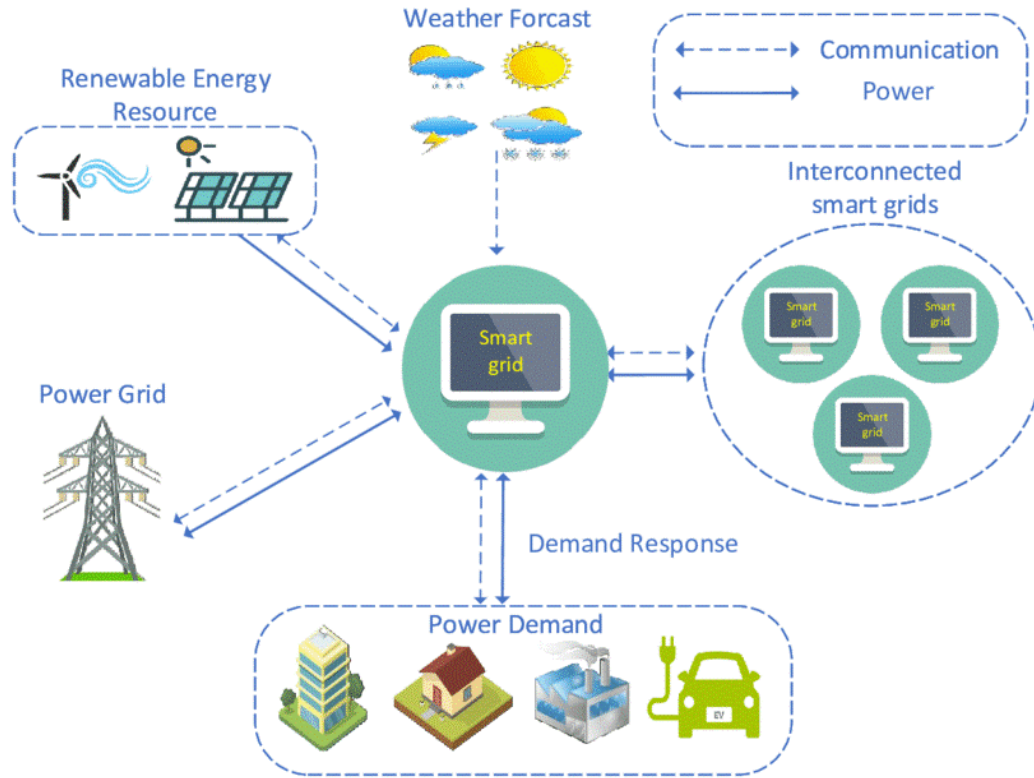 Weather Forcast
Communication
Power
Renewable Energy
Resource
Interconnected
smart grids
Smart
grid
Smart
grid
Smart
grid
Smart
grid
Power Grid
Demand Response
Power Demand
EV